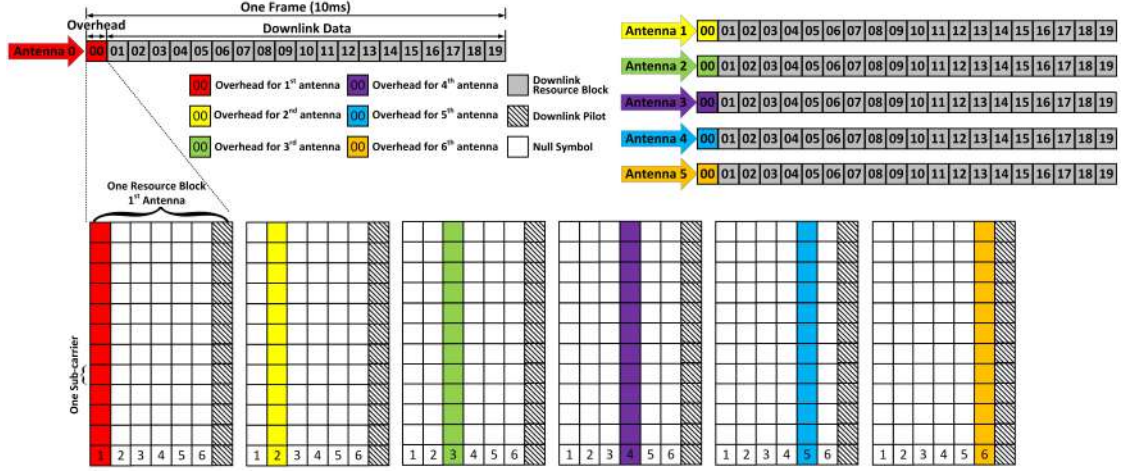 One Frame (10ms)
Overhead
Downlink Data
Antenna 0 00 01 02 03 04 05 06 07 08 09 10 11 12 13 14 15 16 17 18 19
00 Overhead for 1st antenna 00 Overhead for 4th antenna Downlink
Resource Block
00 Overhead for 2nd antenna 00 Overhead for 5th antenna Downlink Pilot
00 Overhead for 3rd antenna 00 Overhead for 6th antenna Null Symbol
Antenna 1 00 01 02 03 04 05 06 07 08 09 10 11 12 13 14 15 16 17 18 19
Antenna 2 00 01 02 03 04 05 06 07 08 09 10 11 12 13 14 15 16 17 18 19
Antenna 3 00 01 02 03 04 05 06 07 08 09 10 11 12 13 14 15 16 17 18 19
Antenna 4 00 01 02 03 04 05 06 07 08 09 10 11 12 13 14 15 16 17 18 19
Antenna 5 00 01 02 03 04 05 06 07 08 09 10 11 12 13 14 15 16 17 18 19
One Resource Block
1st Antenna
One Sub-carrier
1 2 3 4 5 6
1 2 3 4 5 6
1 2 3 4 5 6
1 2 3 4 5 6
1 2 3 4 5 6
1 2 3 4 5 6